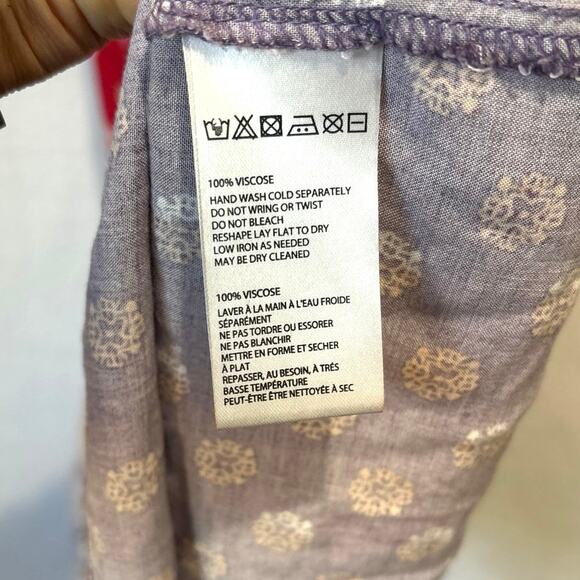 100% VISCOSE
HAND WASH COLD SEPARATELY
DO NOT WRING OR TWIST
DO NOT BLEACH
RESHAPE LAY FLAT TO DRY
LOW IRON AS NEEDED
MAY BE DRY CLEANED
100% VISCOSE
LAVER À LA MAIN À L'EAU FROIDE
SÉPARÉMENT
NE PAS TORDRE OU ESSORER
NE PAS BLANCHIR
METTRE EN FORME ET SECHER
À PLAT
REPASSER, AU BESOIN, À TRÈS
BASSE TEMPÉRATURE
PEUT-ÊTRE ÊTRE NETTOYÉE À SEC